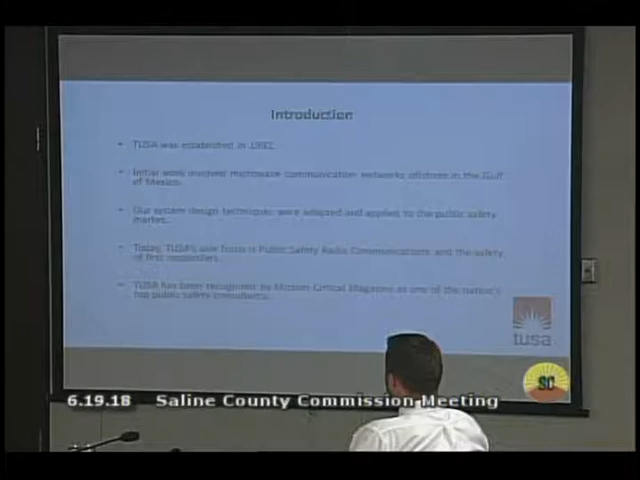 Introduction
• TUSA was established in
• Initial work involved microwave communication networks offshore in the Gulf
of Mexico.
• Our system design techniques were adapted and applied to the public safety
market.
• Today, TUSA's sole focus is Public Safety Radio Communications and the safety
of first responders.
• TUSA has been recognized by Mission Critical Magazine as one of the nation's
top public safety consultants.
tusa
SC
6.19.18 Saline County Commission Meeting